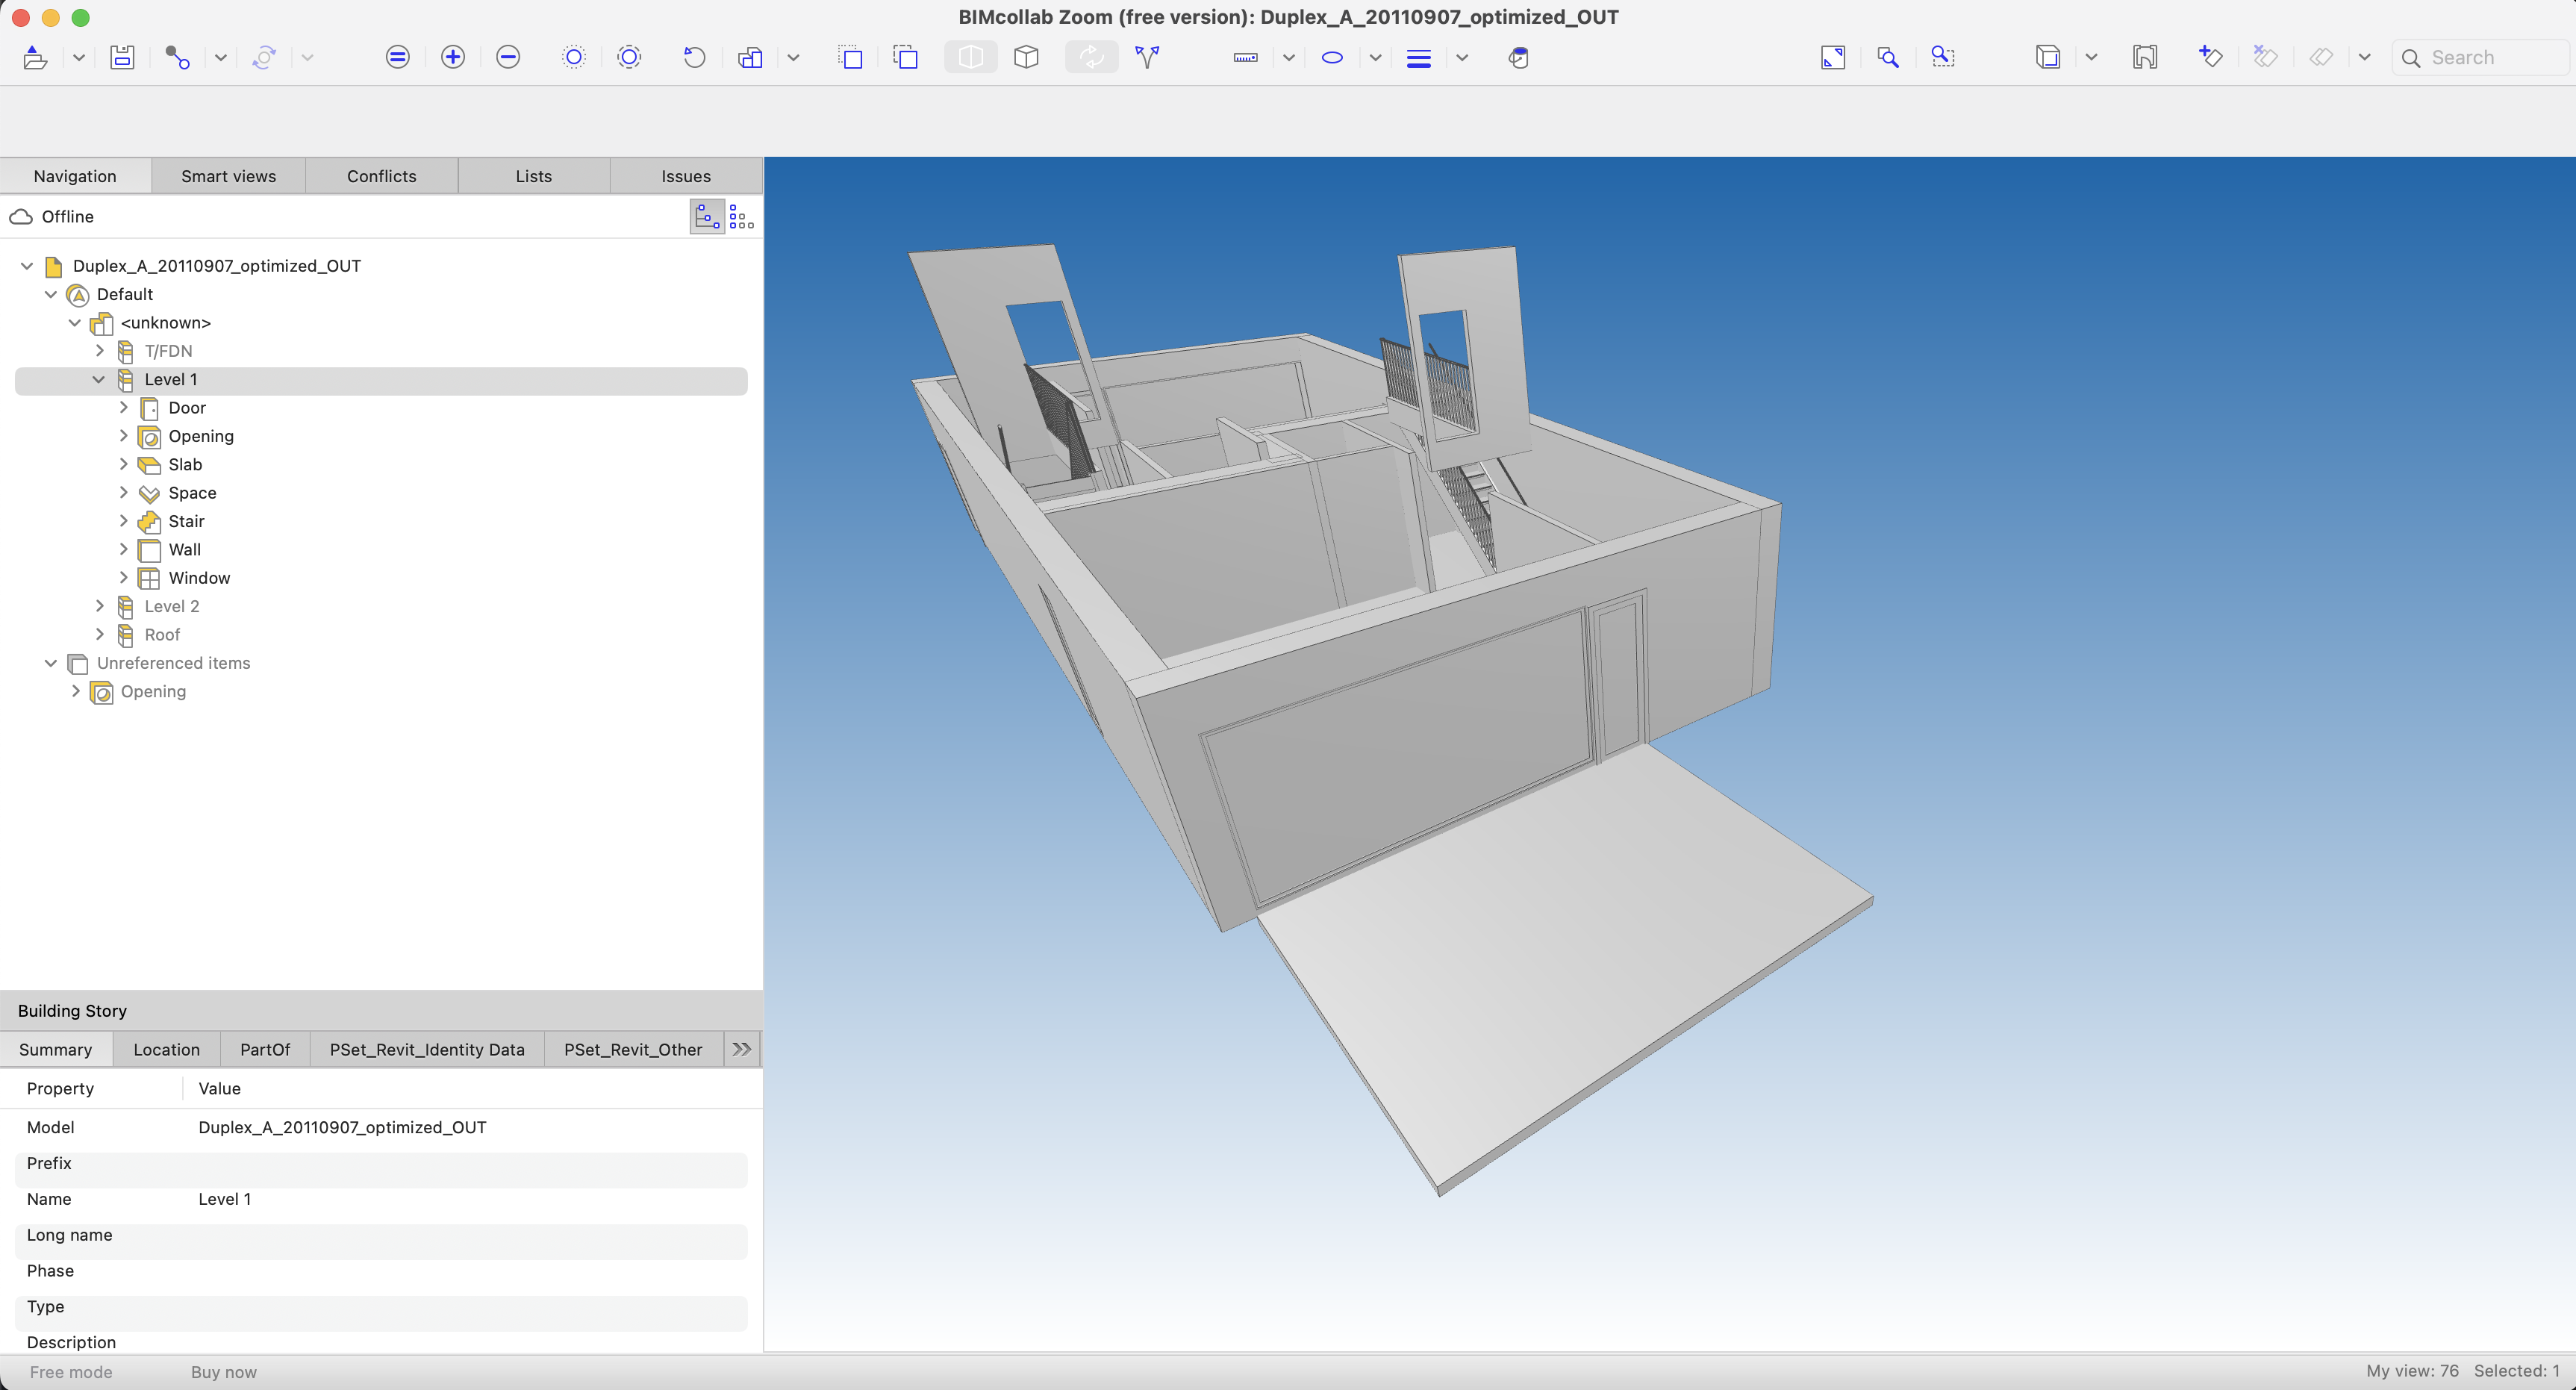 BIMcollab Zoom (free version): Duplex_A_20110907_optimized_OUT
Search
Navigation Smart views Conflicts Lists Issues
Offline
Duplex_A_20110907_optimized_OUT
Default
<unknown>
T/FDN
Level 1
Door
Opening
Slab
Space
Stair
Wall
Window
Level 2
Roof
Unreferenced items
Opening
Building Story
Summary Location PartOf PSet_Revit_Identity Data PSet_Revit_Other
Property Value
Model Duplex_A_20110907_optimized_OUT
Prefix
Name Level 1
Long name
Phase
Type
Description
Free mode Buy now My view: 76 Selected: 1